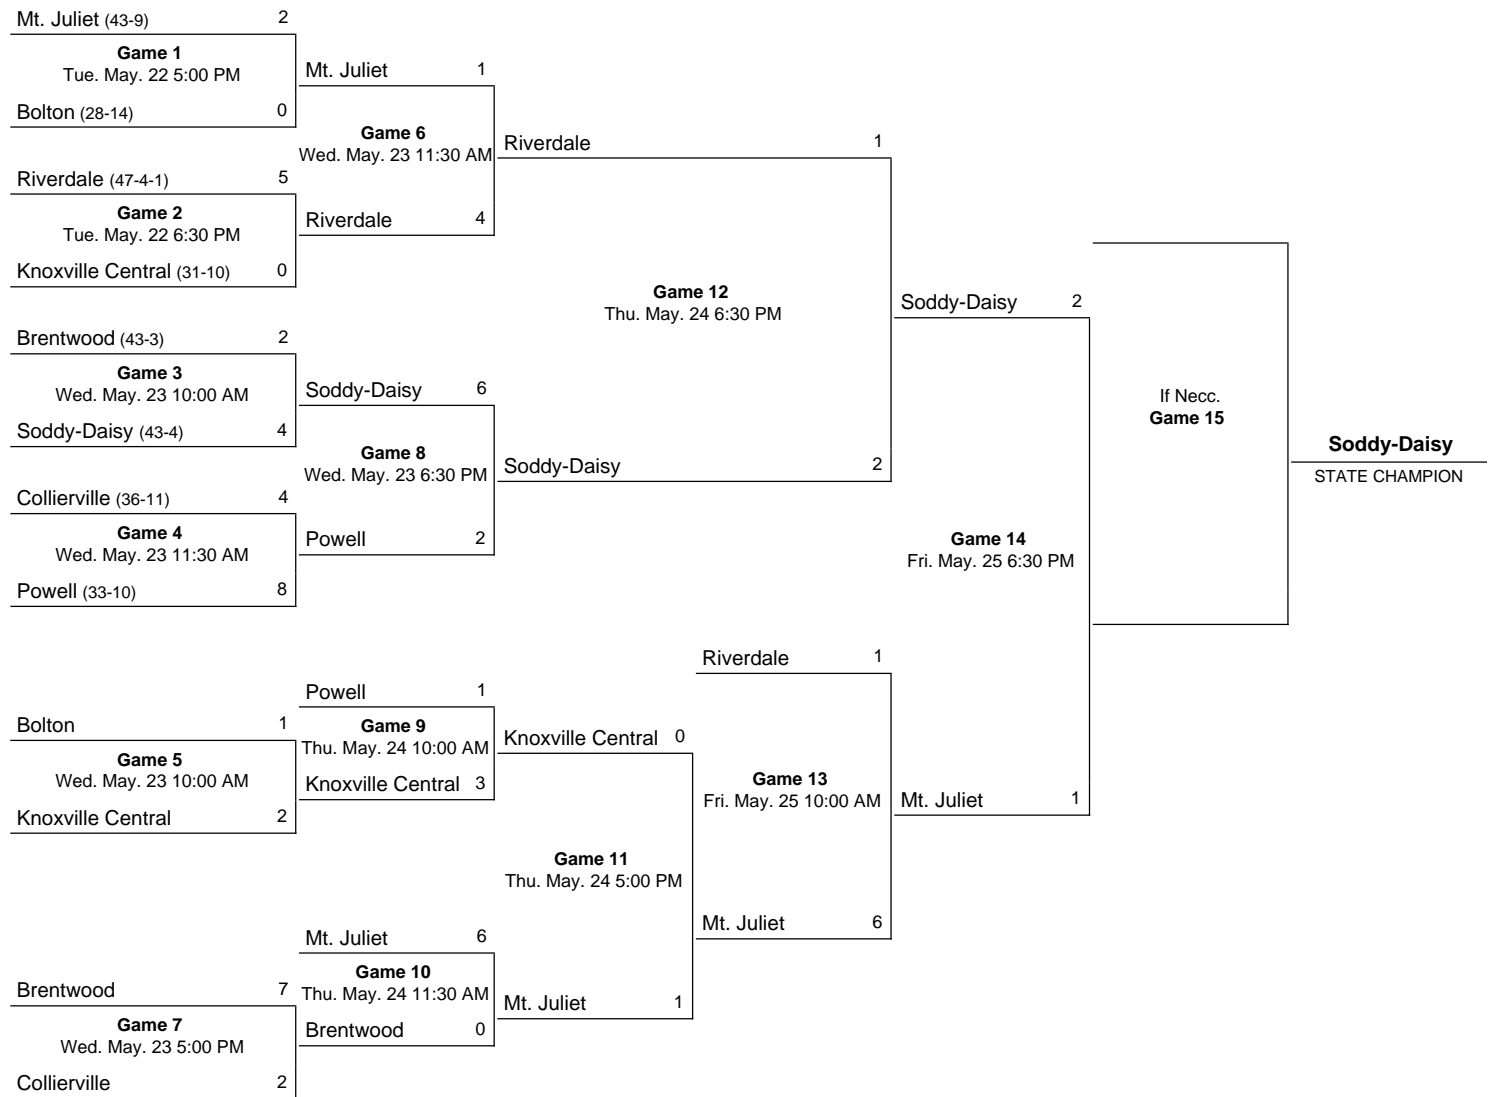 Mt. Juliet (43-9) 2
Game 1
Tue. May. 22 5:00 PM
Bolton (28-14) 0
Riverdale (47-4-1) 5
Game 2
Tue. May. 22 6:30 PM
Knoxville Central (31-10) 0
Brentwood (43-3) 2
Game 3
Wed. May. 23 10:00 AM
Soddy-Daisy (43-4) 4
Collierville (36-11) 4
Game 4
Wed. May. 23 11:30 AM
Powell (33-10) 8
Bolton 1
Game 5
Wed. May. 23 10:00 AM
Knoxville Central 2
Brentwood 7
Game 7
Wed. May. 23 5:00 PM
Collierville 2
Mt. Juliet 1
Game 6
Wed. May. 23 11:30 AM
Riverdale 4
Soddy-Daisy 6
Game 8
Wed. May. 23 6:30 PM
Powell 2
Powell 1
Game 9
Thu. May. 24 10:00 AM
Knoxville Central 3
Mt. Juliet 6
Game 10
Thu. May. 24 11:30 AM
Brentwood 0
Riverdale 1
Game 12
Thu. May. 24 6:30 PM
Soddy-Daisy 2
Knoxville Central 0
Game 11
Thu. May. 24 5:00 PM
Mt. Juliet 1
Riverdale 1
Game 13
Fri. May. 25 10:00 AM
Mt. Juliet 6
Soddy-Daisy 2
Game 14
Fri. May. 25 6:30 PM
Mt. Juliet 1
If Necc.
Game 15
Soddy-Daisy
STATE CHAMPION